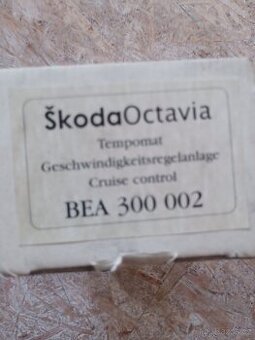 ŠkodaOctavia
Tempomat
Geschwindigkeitsregelanlage
Cruise control
BEA 300 002